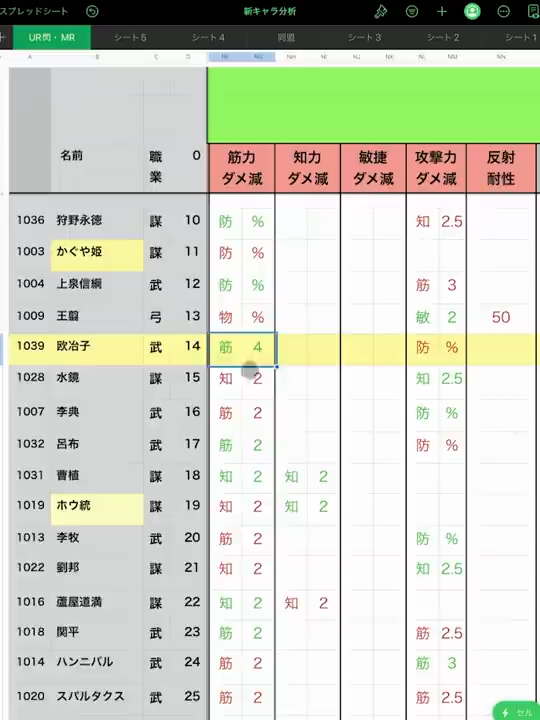 スプレッドシート 新キャラ分析
UR閃・MR シート5 シート4 同盟 シート3 シート2 シート1
A B C D NH NI NJ NX NL NM NN
名前 職業 0 筋力ダメ減 知力ダメ減 敏捷ダメ減 攻撃力ダメ減 反射耐性
1036 狩野永徳 謀 10 防 % 知 2.5
1003 かぐや姫 謀 11 防 %
1004 上泉信綱 武 12 防 % 筋 3
1009 王翦 弓 13 物 % 敏 2 50
1039 欧冶子 武 14 筋 4 防 %
1028 水鏡 謀 15 知 2 知 2.5
1007 李典 武 16 筋 2 防 %
1032 呂布 武 17 筋 2 防 %
1031 曹植 謀 18 知 2 知 2
1019 ホウ統 謀 19 知 2 知 2
1013 李牧 武 20 筋 2 防 %
1022 劉邦 謀 21 知 2 知 2.5
1016 蘆屋道満 謀 22 知 2 知 2
1018 関平 武 23 筋 2 筋 2.5
1014 ハンニバル 武 24 筋 2 筋 3
1020 スパルタクス 武 25 筋 2 筋 2.5
セル